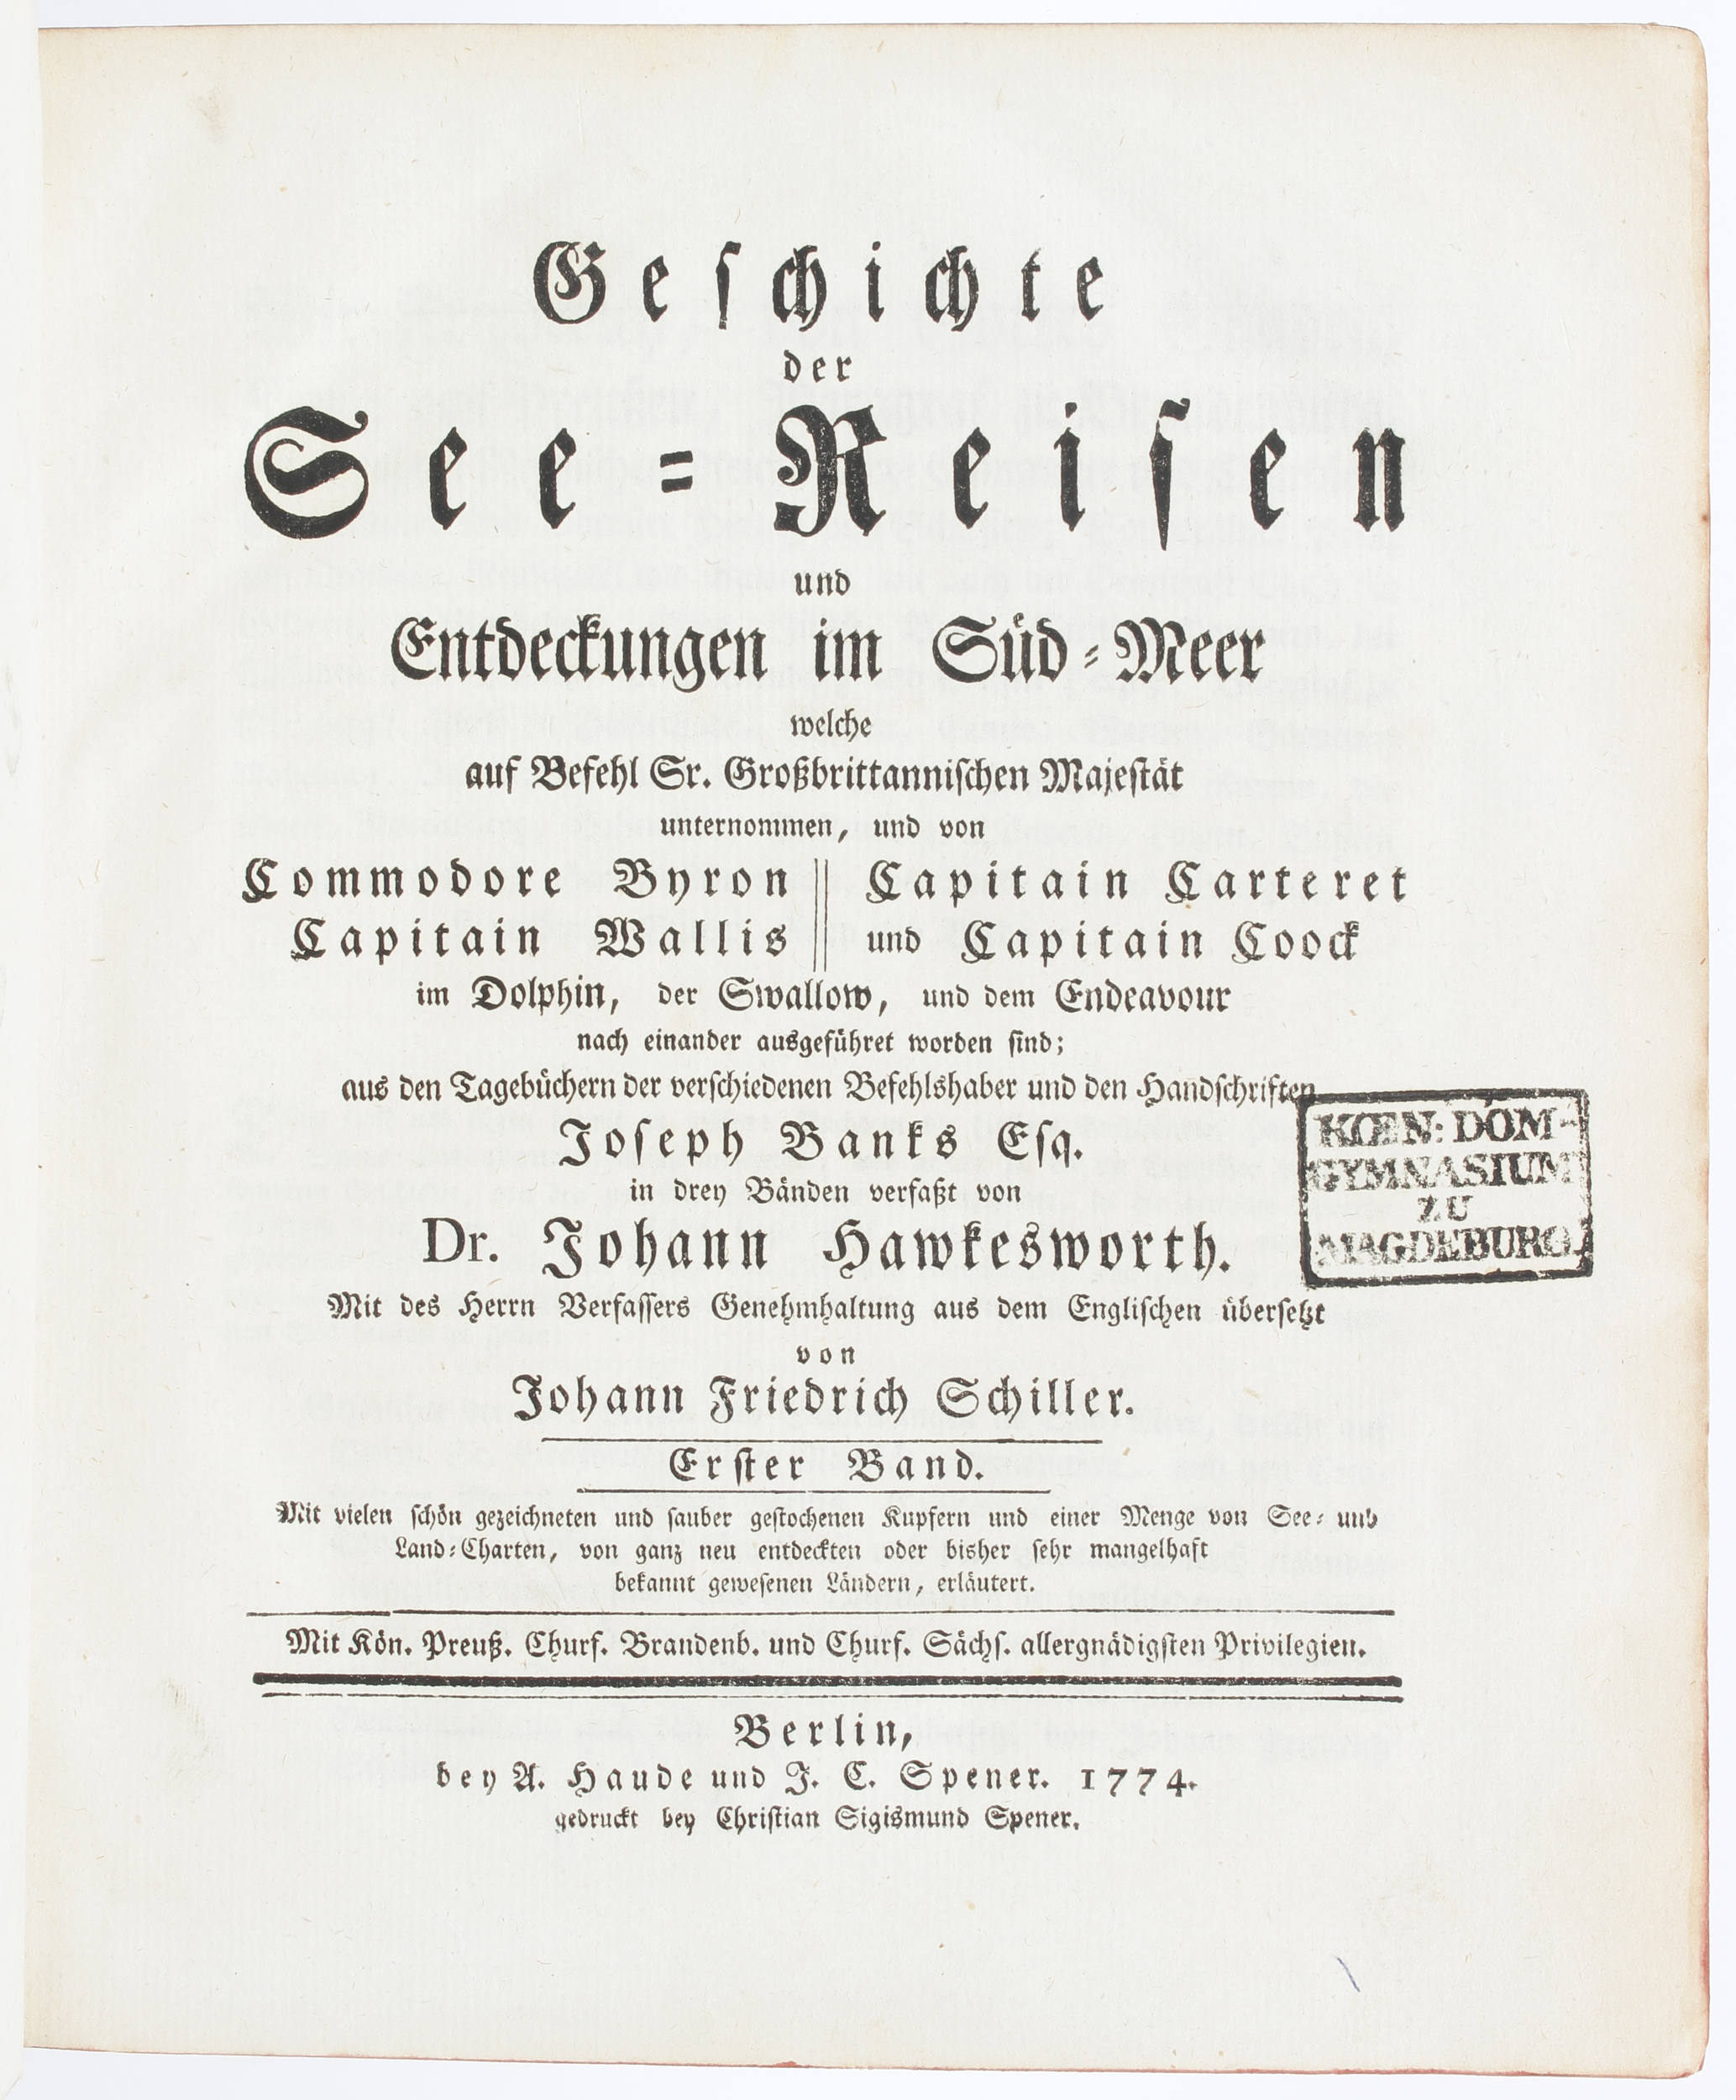 Geschichte
der
See-Reisen
und
Entdeckungen im Süd-Meer
welche
auf Befehl Sr. Großbrittannischen Majestät
unternommen, und von
Commodore Byron
Capitain Wallis
Capitain Carteret
und Capitain Coock
im Dolphin, der Swallow, und dem Endeavour
nach einander ausgeführet worden sind;
aus den Tagebüchern der verschiedenen Befehlshaber und den Handschriften
Joseph Banks Esq.
in drey Bänden verfaßt von
Dr. Johann Hawkesworth.
KŒN: DOM-
GYMNASIUM
ZU
MAGDEBURG.
Mit des Herrn Verfassers Genehmhaltung aus dem Englischen übersetzt
von
Johann Friedrich Schiller.
Erster Band.
Mit vielen schön gezeichneten und sauber gestochenen Kupfern und einer Menge von See- und
Land-Charten, von ganz neu entdeckten oder bisher sehr mangelhaft
bekannt gewesenen Ländern, erläutert.
Mit Kön. Preuß. Churf. Brandenb. und Churf. Sächs. allergnädigsten Privilegien.
Berlin,
bey A. Haude und J. C. Spener. 1774.
gedruckt bey Christian Sigismund Spener.